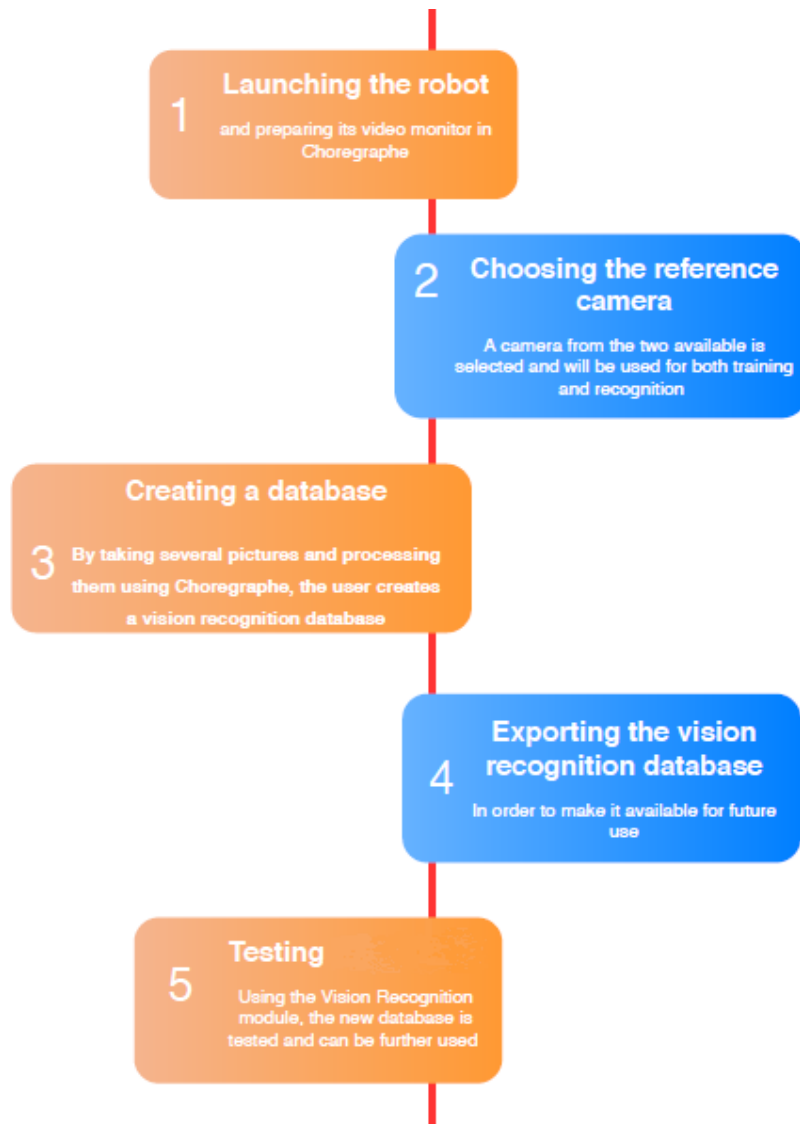 1
Launching the robot
and preparing its video monitor in
Choregraphe
2
Choosing the reference
camera
A camera from the two available is
selected and will be used for both training
and recognition
Creating a database
3
By taking several pictures and processing
them using Choregraphe, the user creates
a vision recognition database
Exporting the vision
recognition database
4
In order to make it available for future
use
Testing
5
Using the Vision Recognition
module, the new database is
tested and can be further used